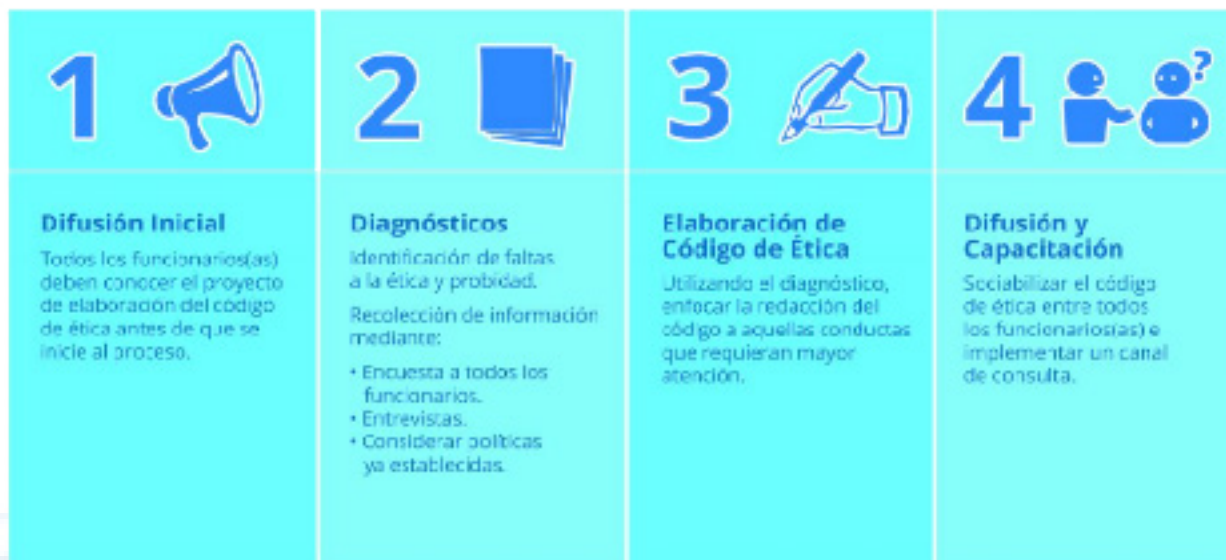 1
Difusión Inicial
Todos los funcionarios(as)
deben conocer el proyecto
de elaboración del código
de ética antes de que se
inicie al proceso.
2
Diagnósticos
Identificación de faltas
a la ética y probidad.
Recolección de información
mediante:
• Encuesta a todos los
funcionarios.
• Entrevistas.
• Considerar políticas
ya establecidas.
3
Elaboración de
Código de Ética
Utilizando el diagnóstico,
enfocar la redacción del
código a aquellas conductas
que requieran mayor
atención.
4
?
Difusión y
Capacitación
Sociabilizar el código
de ética entre todos
los funcionarios(as) e
implementar un canal
de consulta.